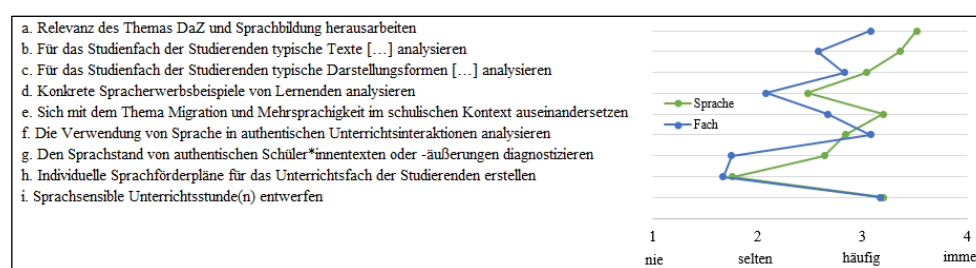 a. Relevanz des Themas DaZ und Sprachbildung herausarbeiten
b. Für das Studienfach der Studierenden typische Texte […] analysieren
c. Für das Studienfach der Studierenden typische Darstellungsformen […] analysieren
d. Konkrete Spracherwerbsbeispiele von Lernenden analysieren
e. Sich mit dem Thema Migration und Mehrsprachigkeit im schulischen Kontext auseinandersetzen
f. Die Verwendung von Sprache in authentischen Unterrichtsinteraktionen analysieren
g. Den Sprachstand von authentischen Schüler*innentexten oder -äußerungen diagnostizieren
h. Individuelle Sprachförderpläne für das Unterrichtsfach der Studierenden erstellen
i. Sprachsensible Unterrichtsstunde(n) entwerfen
Sprache
Fach
1 2 3 4
nie selten häufig imme